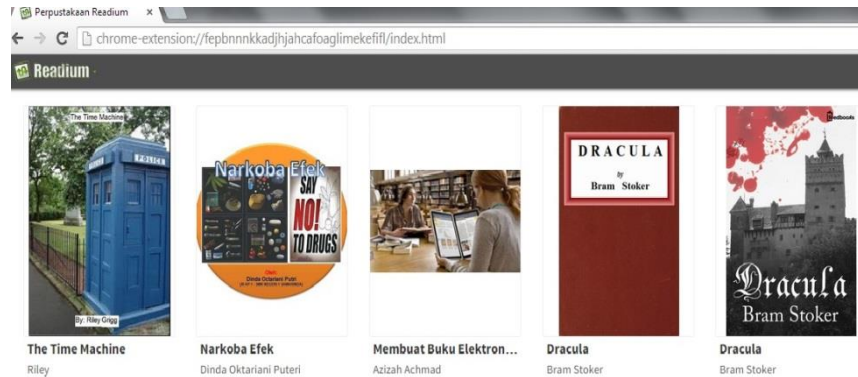 Perpustakaan Readium
chrome-extension://fepbnnnkkadjhjahcafoaglimekefifl/index.html
Readium
The Time Machine
POLICE
By: Riley Grigg
Narkoba Efek
SAY
NO!
TO DRUGS
Oleh:
Dinda Octariani Putri
DRACULA
by
Bram Stoker
feedbooks
Dracula
Bram Stoker
The Time Machine
Narkoba Efek
Membuat Buku Elektron...
Dracula
Dracula
Riley
Dinda Oktariani Puteri
Azizah Achmad
Bram Stoker
Bram Stoker